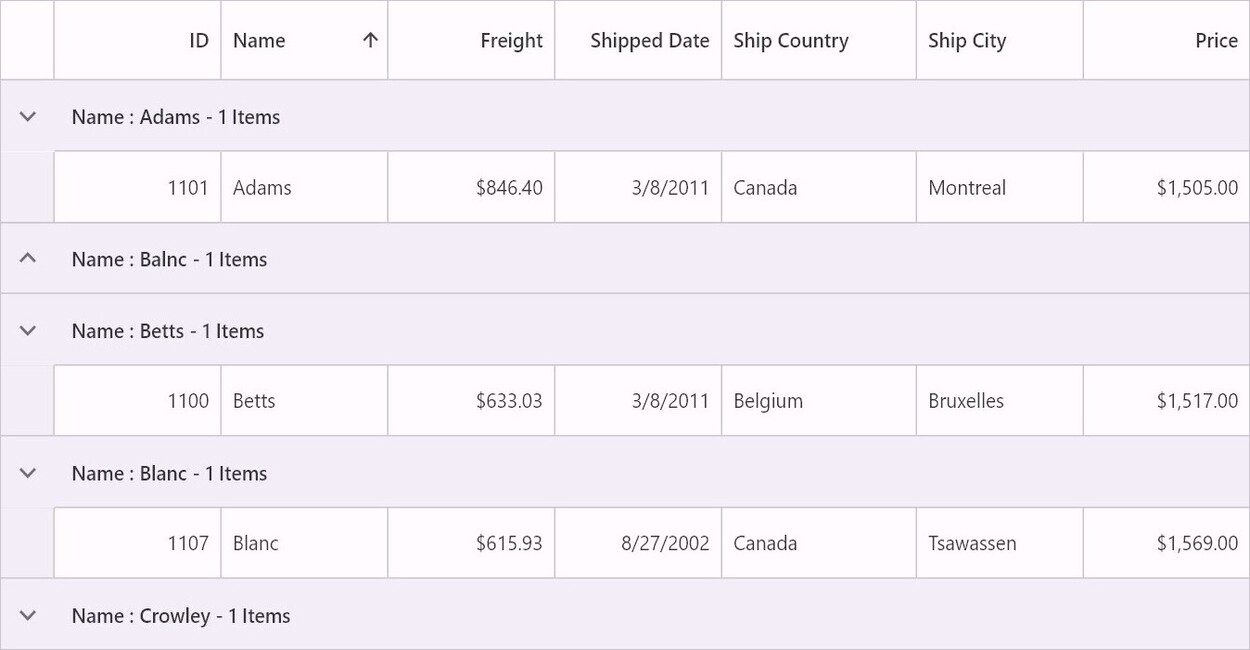 ID Name Freight Shipped Date Ship Country Ship City Price
Name : Adams - 1 Items
1101 Adams $846.40 3/8/2011 Canada Montreal $1,505.00
Name : Balnc - 1 Items
Name : Betts - 1 Items
1100 Betts $633.03 3/8/2011 Belgium Bruxelles $1,517.00
Name : Blanc - 1 Items
1107 Blanc $615.93 8/27/2002 Canada Tsawassen $1,569.00
Name : Crowley - 1 Items